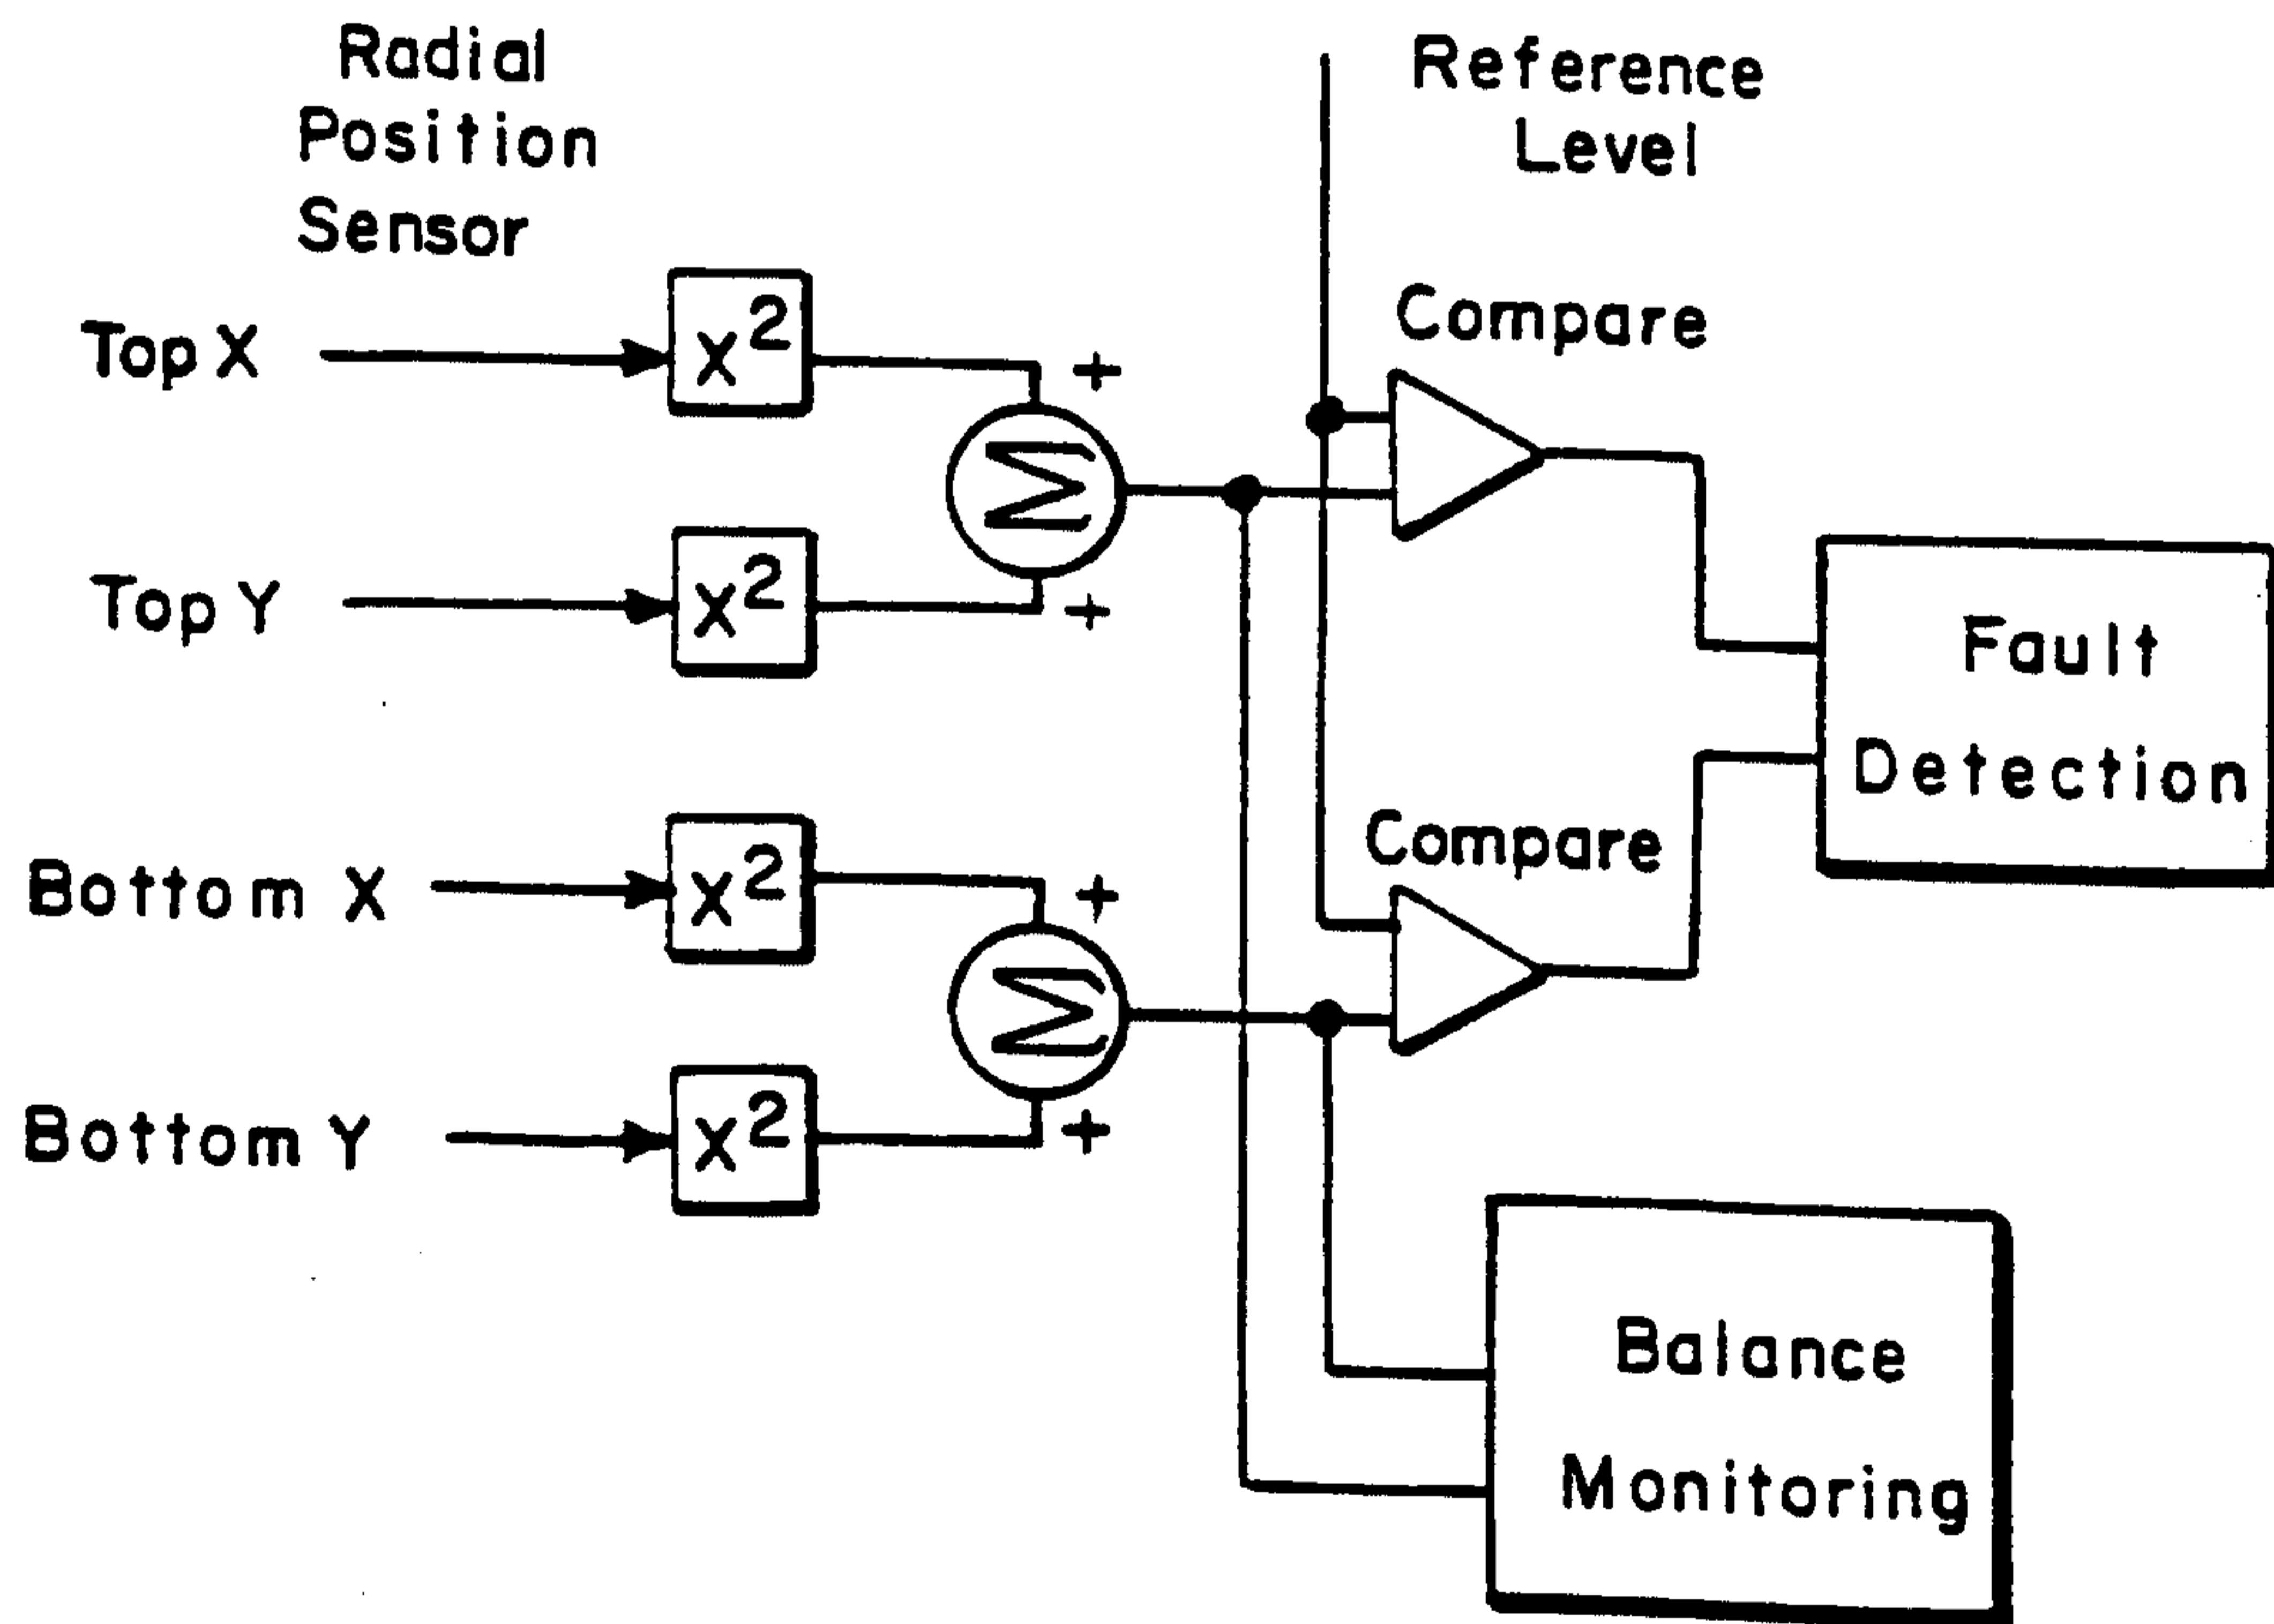 Radial
Position
Sensor
Reference
Level
Top X
x²
+
Compare
Σ
Top Y
x²
+
Fault
Detection
Bottom X
x²
+
Compare
Σ
Bottom Y
x²
+
Balance
Monitoring